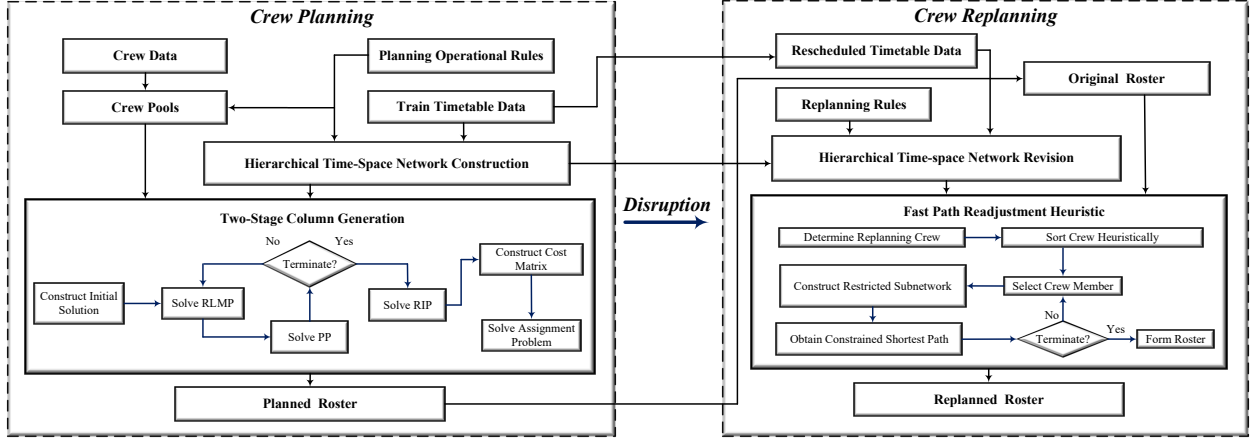 Crew Planning
Crew Data
Planning Operational Rules
Crew Pools
Train Timetable Data
Hierarchical Time-Space Network Construction
Two-Stage Column Generation
No
Yes
Terminate?
Construct Initial
Solution
Solve RLMP
Solve PP
Solve RIP
Construct Cost
Matrix
Solve Assignment
Problem
Planned Roster
Disruption
Crew Replanning
Rescheduled Timetable Data
Original Roster
Replanning Rules
Hierarchical Time-space Network Revision
Fast Path Readjustment Heuristic
Determine Replanning Crew
Sort Crew Heuristically
Construct Restricted Subnetwork
Select Crew Member
No
Obtain Constrained Shortest Path
Terminate?
Yes
Form Roster
Replanned Roster